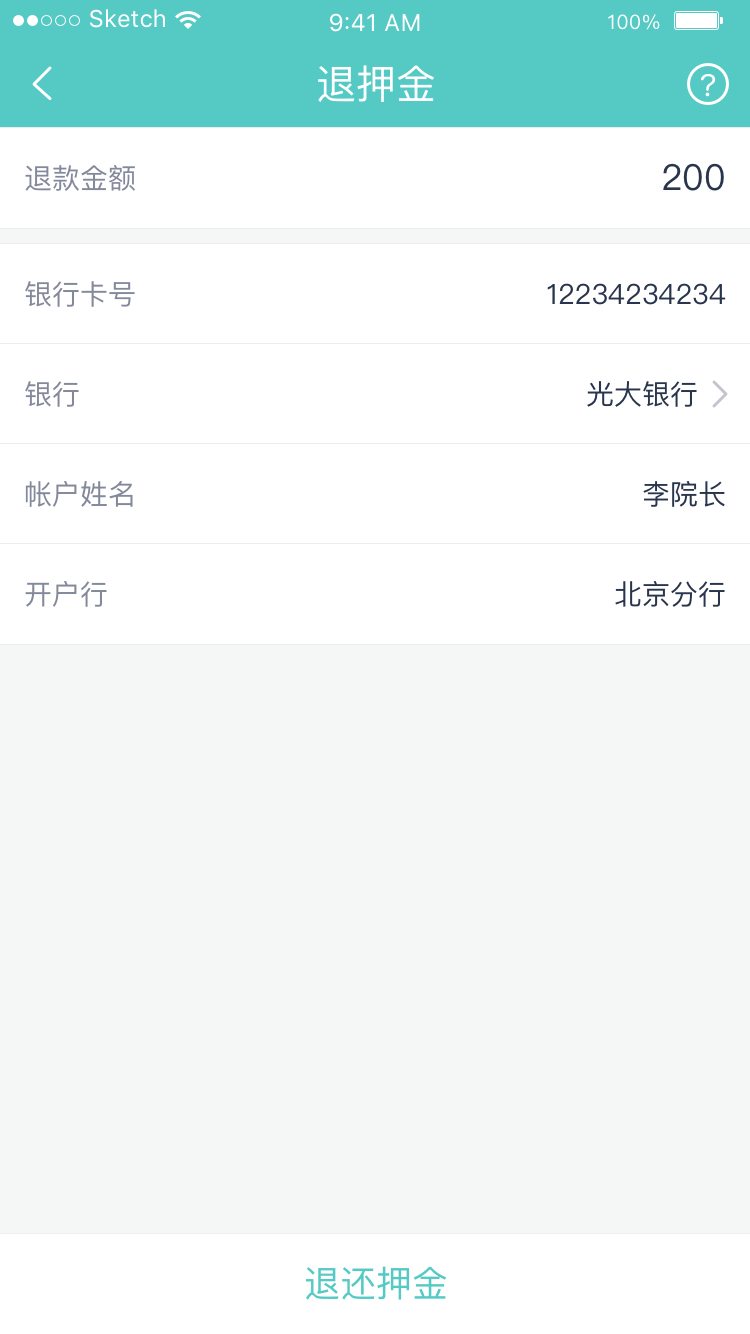 Sketch 9:41 AM 100%
退押金 ?
退款金额 200
银行卡号 12234234234
银行 光大银行
帐户姓名 李院长
开户行 北京分行
退还押金